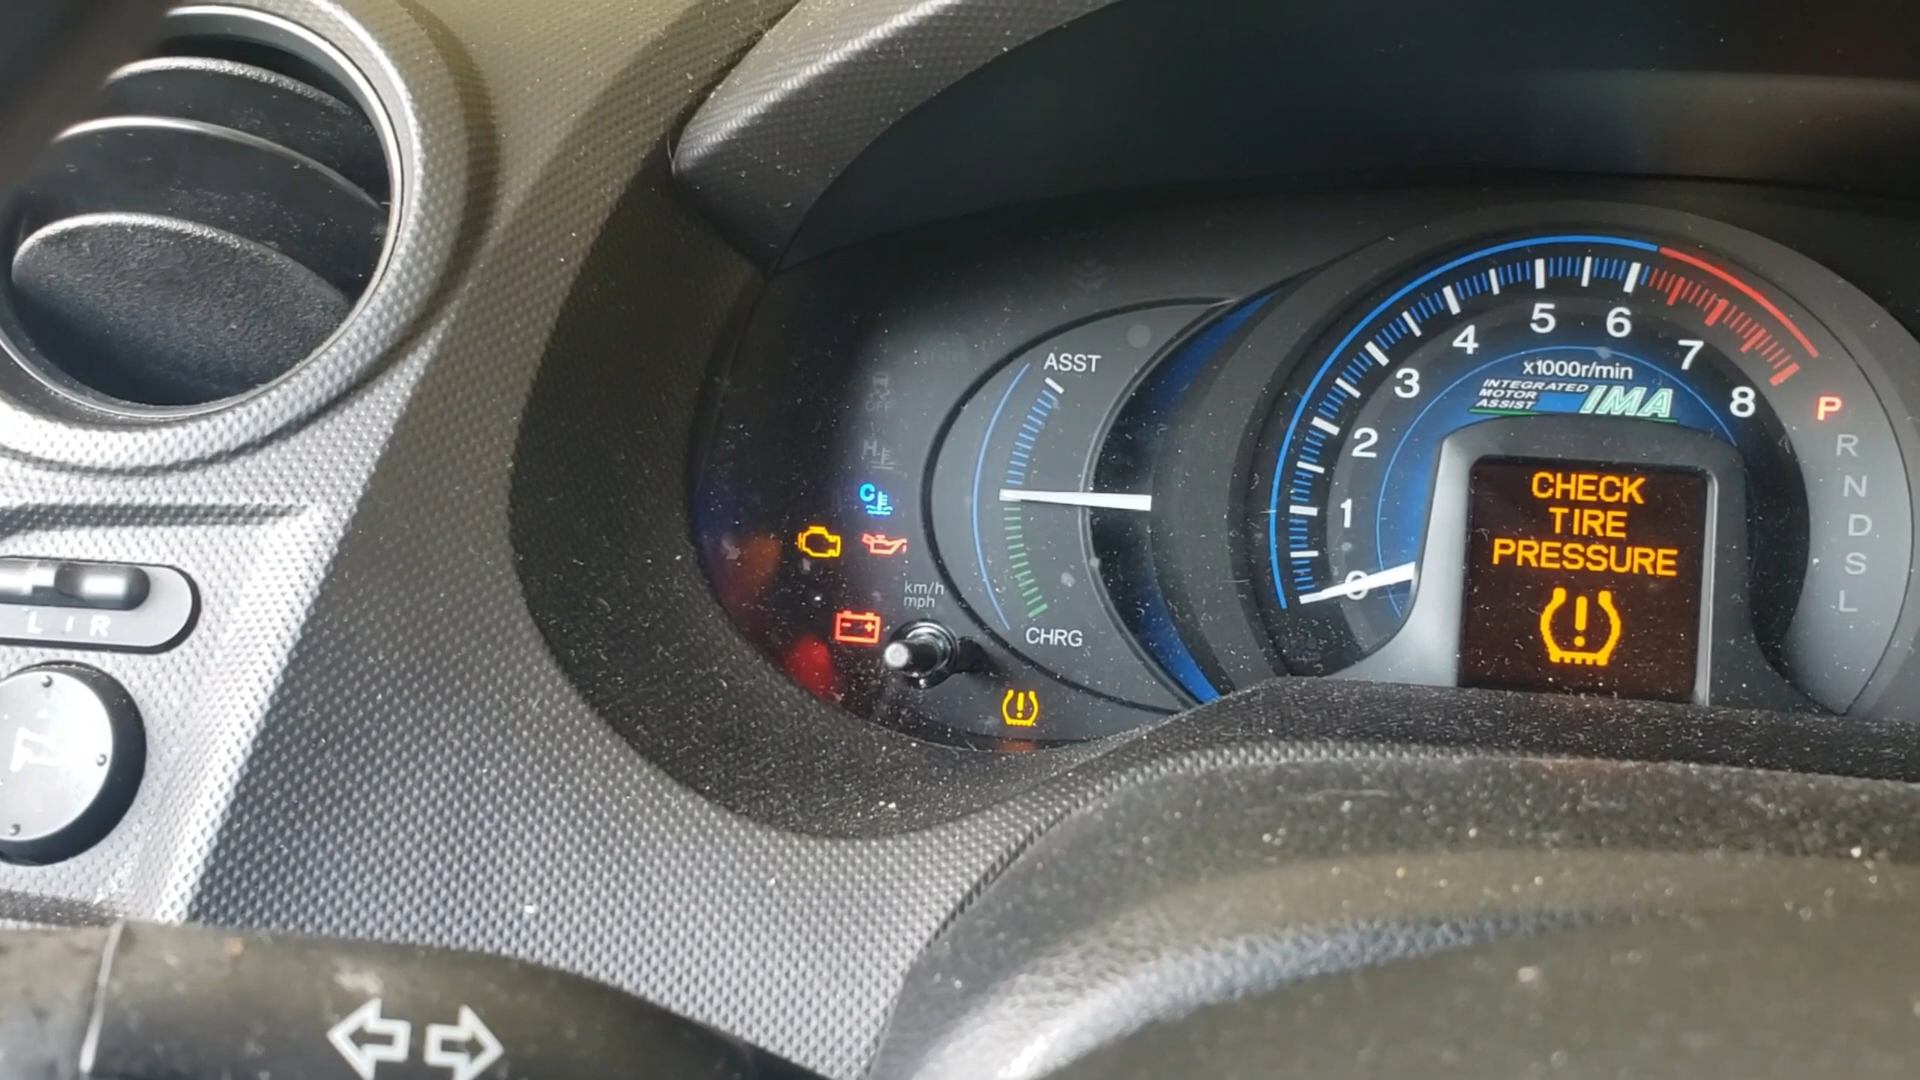 ASST
CHRG
km/h
mph
C
H
OFF
L R
0
1
2
3
4
5
6
7
8
x1000r/min
INTEGRATED
MOTOR
ASSIST
IMA
CHECK
TIRE
PRESSURE
P
R
N
D
S
L